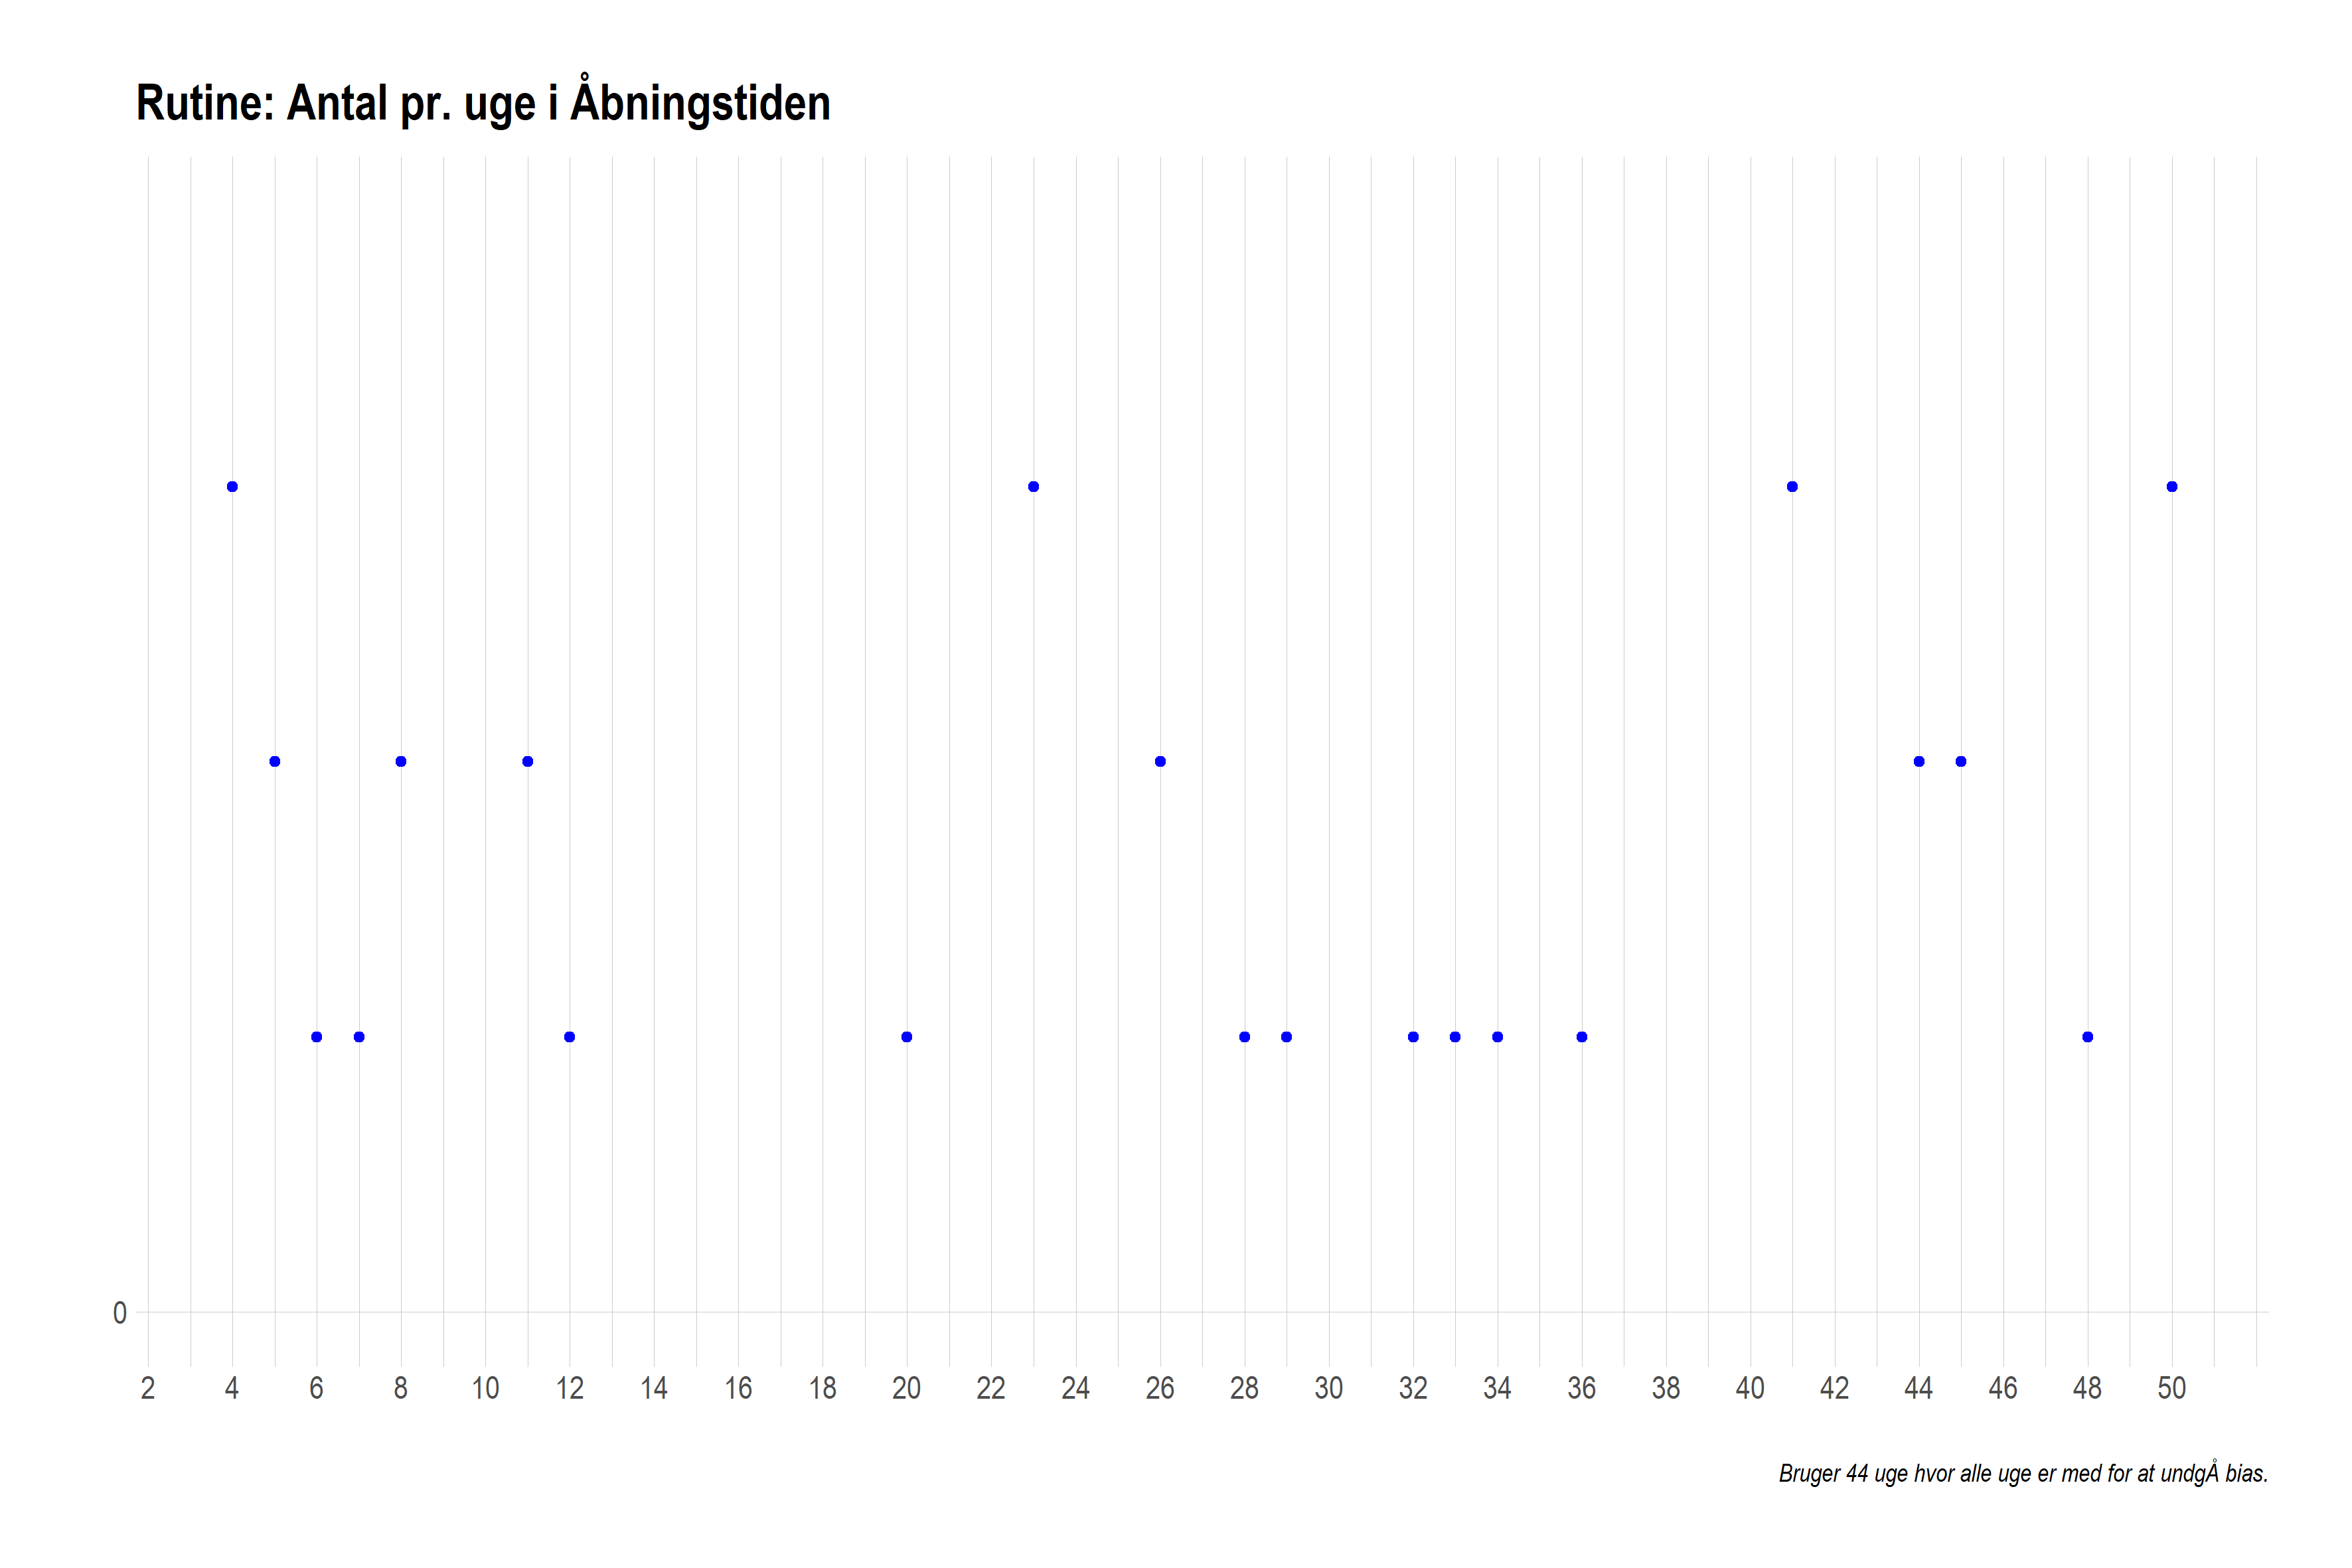 Rutine: Antal pr. uge i Åbningstiden
0
2 4 6 8 10 12 14 16 18 20 22 24 26 28 30 32 34 36 38 40 42 44 46 48 50
Bruger 44 uge hvor alle uge er med for at undgÅ bias.